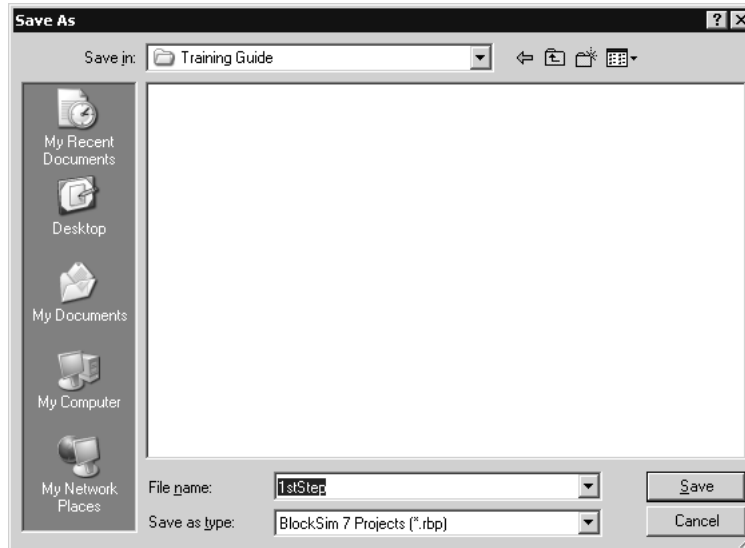 Save As
Save in: Training Guide
My Recent
Documents
Desktop
My Documents
My Computer
My Network
Places
File name: 1stStep
Save
Save as type: BlockSim 7 Projects (*.rbp)
Cancel